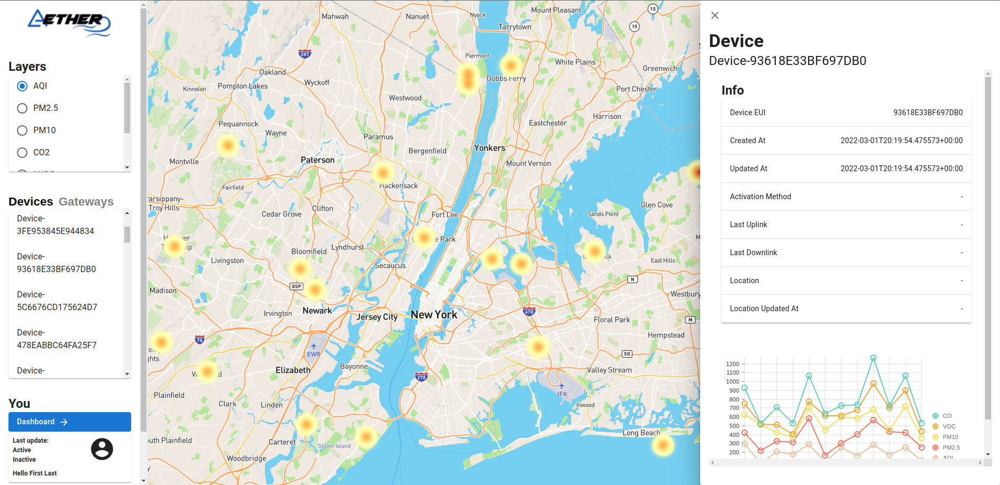 AETHER
Layers
AQI
PM2.5
PM10
CO2
Devices Gateways
Device-
3FE953845E944834
Device-
93618E33BF697DB0
Device-
5C6676CD175624D7
Device-
478EABBC64FA25F7
Device-
You
Dashboard
Last update:
Active
Inactive
Hello First Last
Mahwah
Nanuet
Nyack
Mount Pleasant
15
Tarrytown
15
287
Piermont
White Plains
Greenwich
Oakland
Dobbs Ferry
Pompton Lakes
Wyckoff
Kinnelon
Port Chester
Westwood
Harrison
Pequannock
Eastchester
Wayne
Paramus
Yonkers
Bergenfield
Montville
Paterson
Mount Vernon
Fairfield
Hackensack
arsippany-
Troy Hills
Clifton
Glen Cove
Cedar Grove
Fort Lee
Sands Point
Park
Lyndhurst
Bloomfield
Livingston
Secaucus
East Hills
N
GSP
Madison
Westbury
Newark
Irvington
Jersey City
New York
678
Floral Park
M
Hempstead
78
EWR
SO
Elizabeth
Bayonne
Valley Stream
278
JFK
Plainfield
Clark
Linden
Inwood
outh Plainfield
Carteret
Staten Island
Long Beach
Woodbridge
Device
Device-93618E33BF697DB0
Info
Device EUI 93618E33BF697DB0
Created At 2022-03-01T20:19:54.475573+00:00
Updated At 2022-03-01T20:19:54.475573+00:00
Activation Method -
Last Uplink -
Last Downlink -
Location -
Location Updated At -
1200
1100
1000
900
800
700
600
500
400
300
200
CO
VOC
PM10
PM2.5
AQI